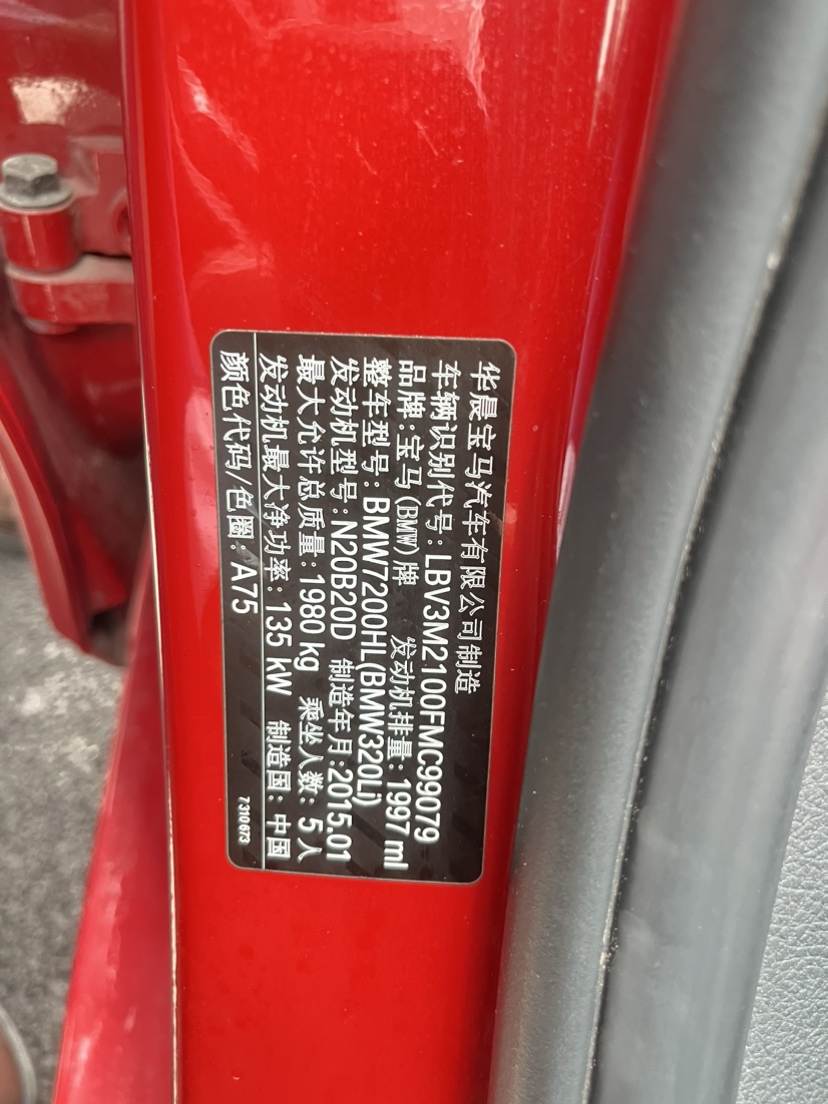 华晨宝马汽车有限公司制造
车辆识别代号: LBV3M2100FMC99079
品牌:宝马(BMW)牌 发动机排量: 1997 ml
整车型号: BMW7200HL(BMW320Li)
发动机型号: N20B20D 制造年月:2015.01
最大允许总质量:1980 kg 乘坐人数: 5 人
发动机最大净功率: 135 kW 制造国: 中国
颜色代码/色圈: A75
7310673